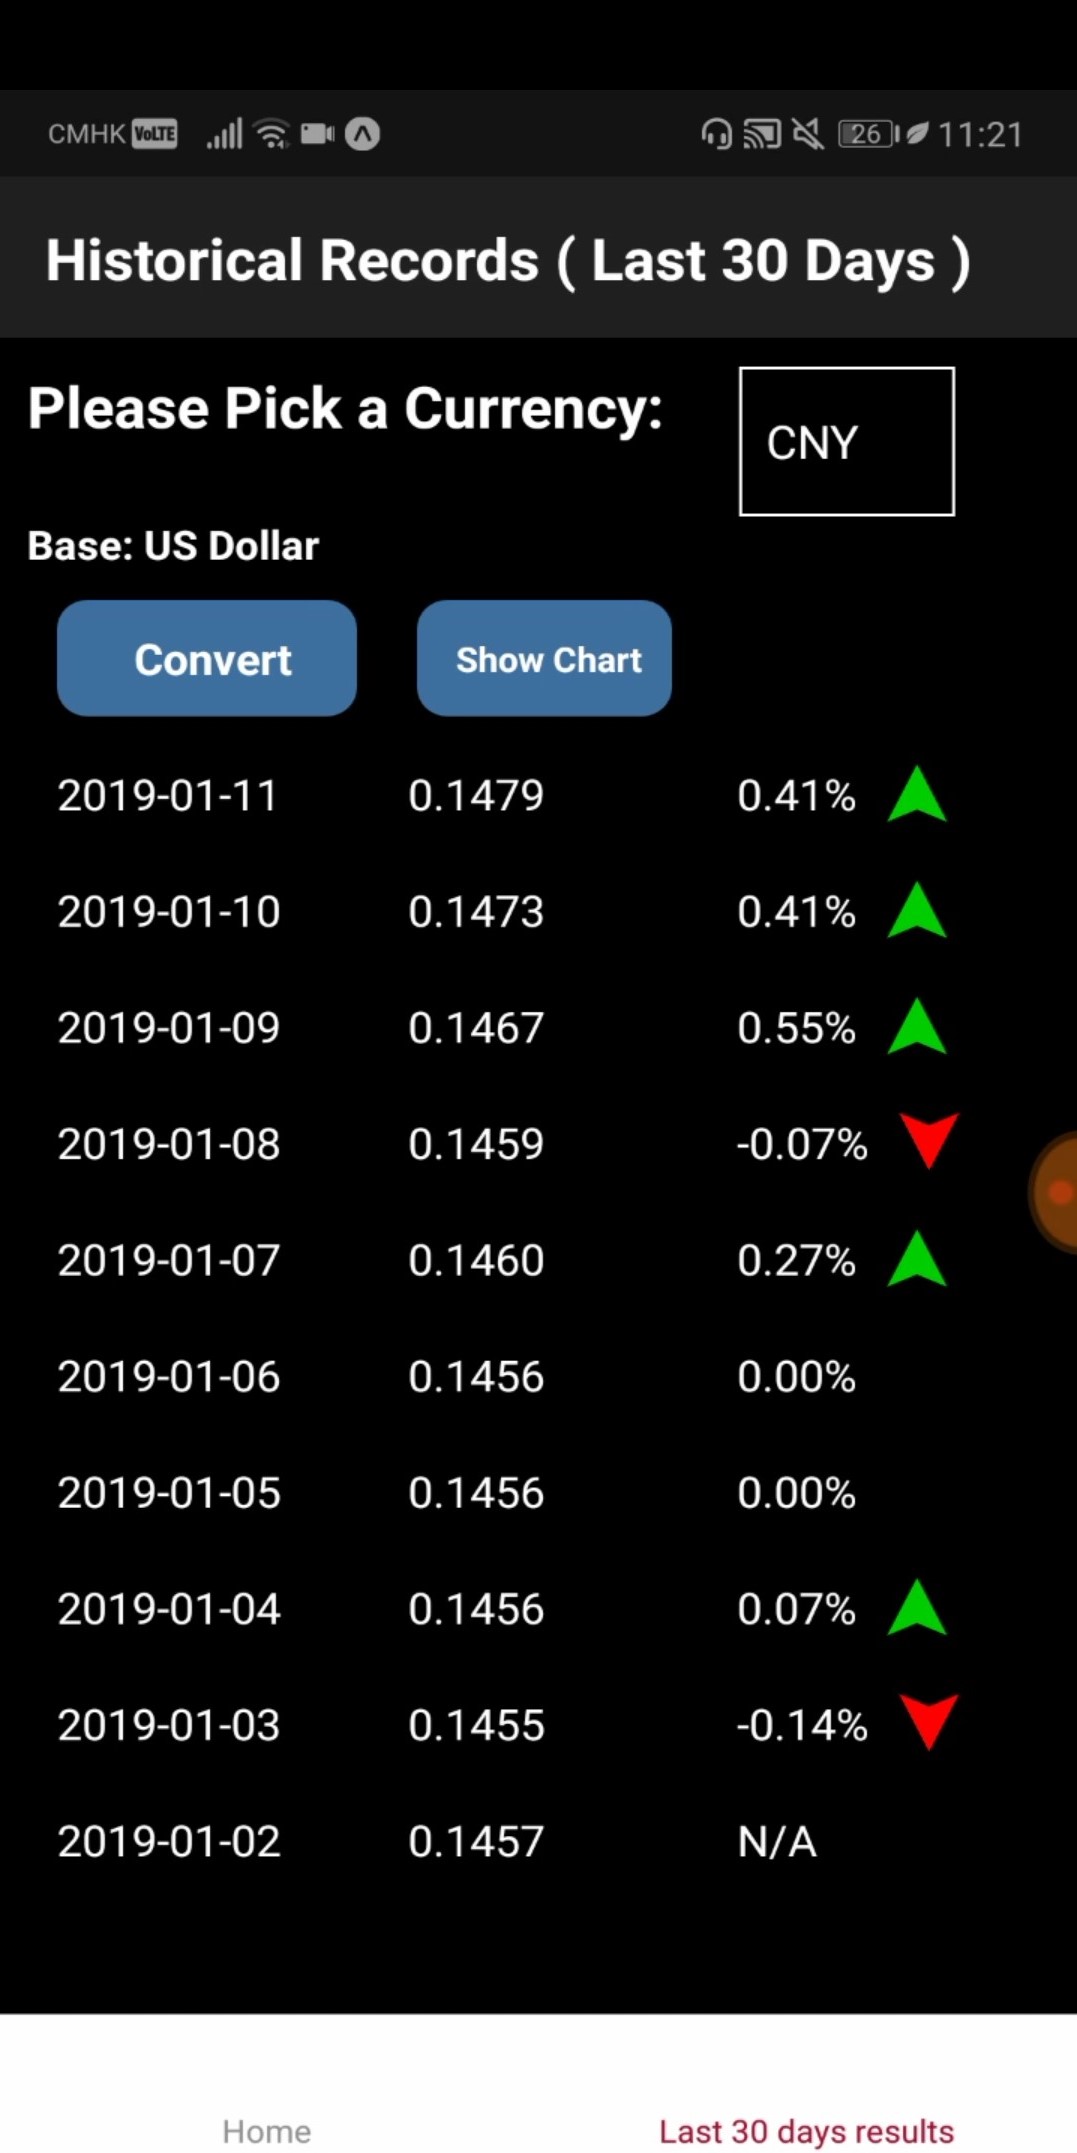 CMHK VoLTE 26 11:21
Historical Records ( Last 30 Days )
Please Pick a Currency:
CNY
Base: US Dollar
Convert Show Chart
2019-01-11 0.1479 0.41%
2019-01-10 0.1473 0.41%
2019-01-09 0.1467 0.55%
2019-01-08 0.1459 -0.07%
2019-01-07 0.1460 0.27%
2019-01-06 0.1456 0.00%
2019-01-05 0.1456 0.00%
2019-01-04 0.1456 0.07%
2019-01-03 0.1455 -0.14%
2019-01-02 0.1457 N/A
Home Last 30 days results